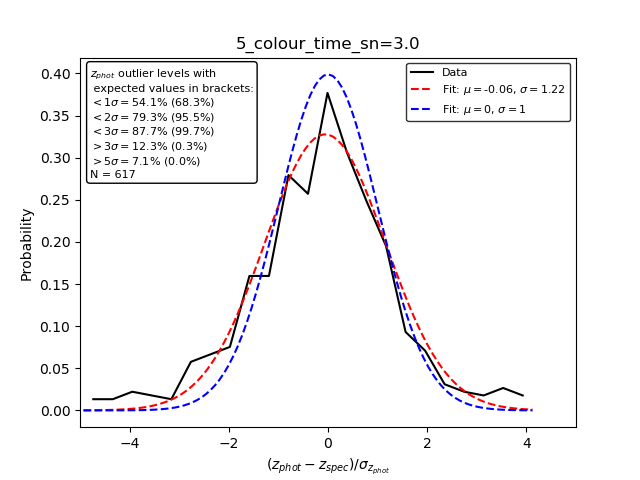 5_colour_time_sn=3.0
z_phot outlier levels with
expected values in brackets:
<1σ = 54.1% (68.3%)
<2σ = 79.3% (95.5%)
<3σ = 87.7% (99.7%)
>3σ = 12.3% (0.3%)
>5σ = 7.1% (0.0%)
N = 617
Data
Fit: μ = -0.06, σ = 1.22
Fit: μ = 0, σ = 1
Probability
0.40
0.35
0.30
0.25
0.20
0.15
0.10
0.05
0.00
−4 −2 0 2 4
(z_phot − z_spec)/σ_z_phot